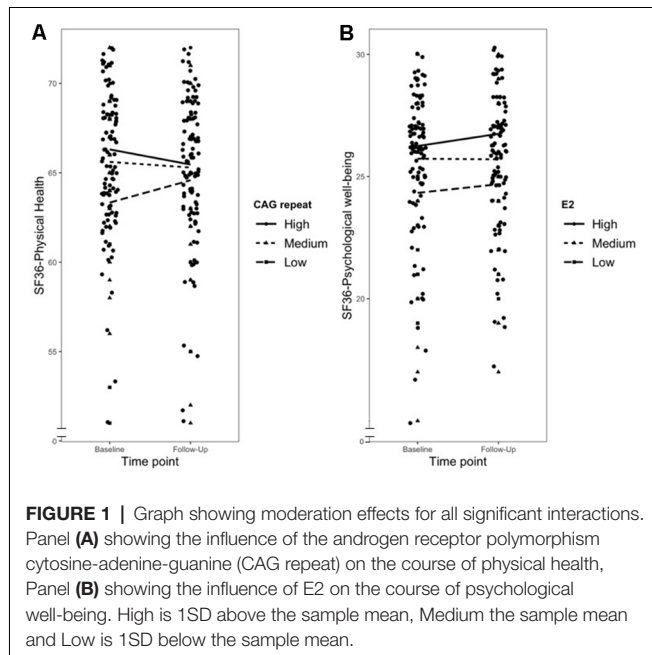 A
B
70
65
60
55
0
SF36-Physical Health
Baseline
Follow-Up
Time point
CAG repeat
High
Medium
Low
30
25
20
0
SF36-Psychological well-being
Baseline
Follow-Up
Time point
E2
High
Medium
Low
FIGURE 1 | Graph showing moderation effects for all significant interactions.
Panel (A) showing the influence of the androgen receptor polymorphism
cytosine-adenine-guanine (CAG repeat) on the course of physical health,
Panel (B) showing the influence of E2 on the course of psychological
well-being. High is 1SD above the sample mean, Medium the sample mean
and Low is 1SD below the sample mean.